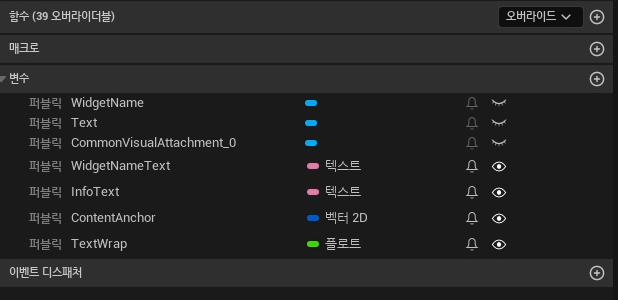 함수 (39 오버라이더블) 오버라이드
매크로
변수
퍼블릭 WidgetName
퍼블릭 Text
퍼블릭 CommonVisualAttachment_0
퍼블릭 WidgetNameText 텍스트
퍼블릭 InfoText 텍스트
퍼블릭 ContentAnchor 벡터 2D
퍼블릭 TextWrap 플로트
이벤트 디스패처